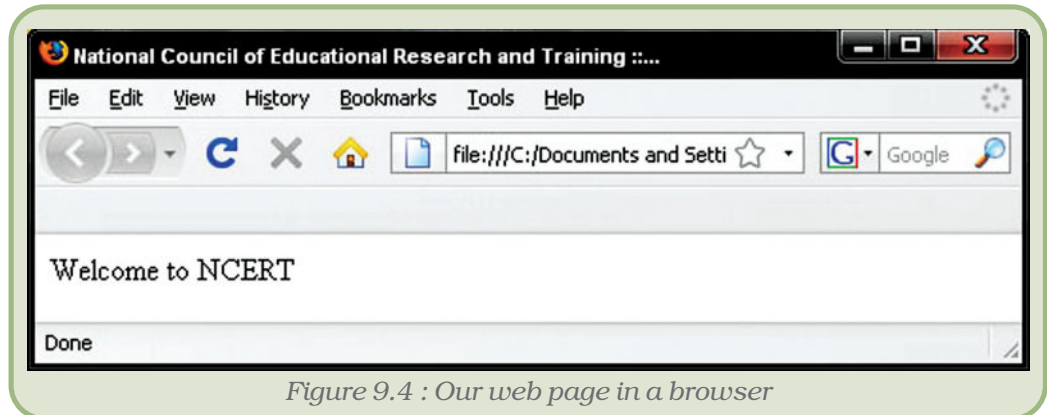 National Council of Educational Research and Training ::...
File Edit View History Bookmarks Tools Help
file:///C:/Documents and Setti G Google
Welcome to NCERT
Done
Figure 9.4 : Our web page in a browser